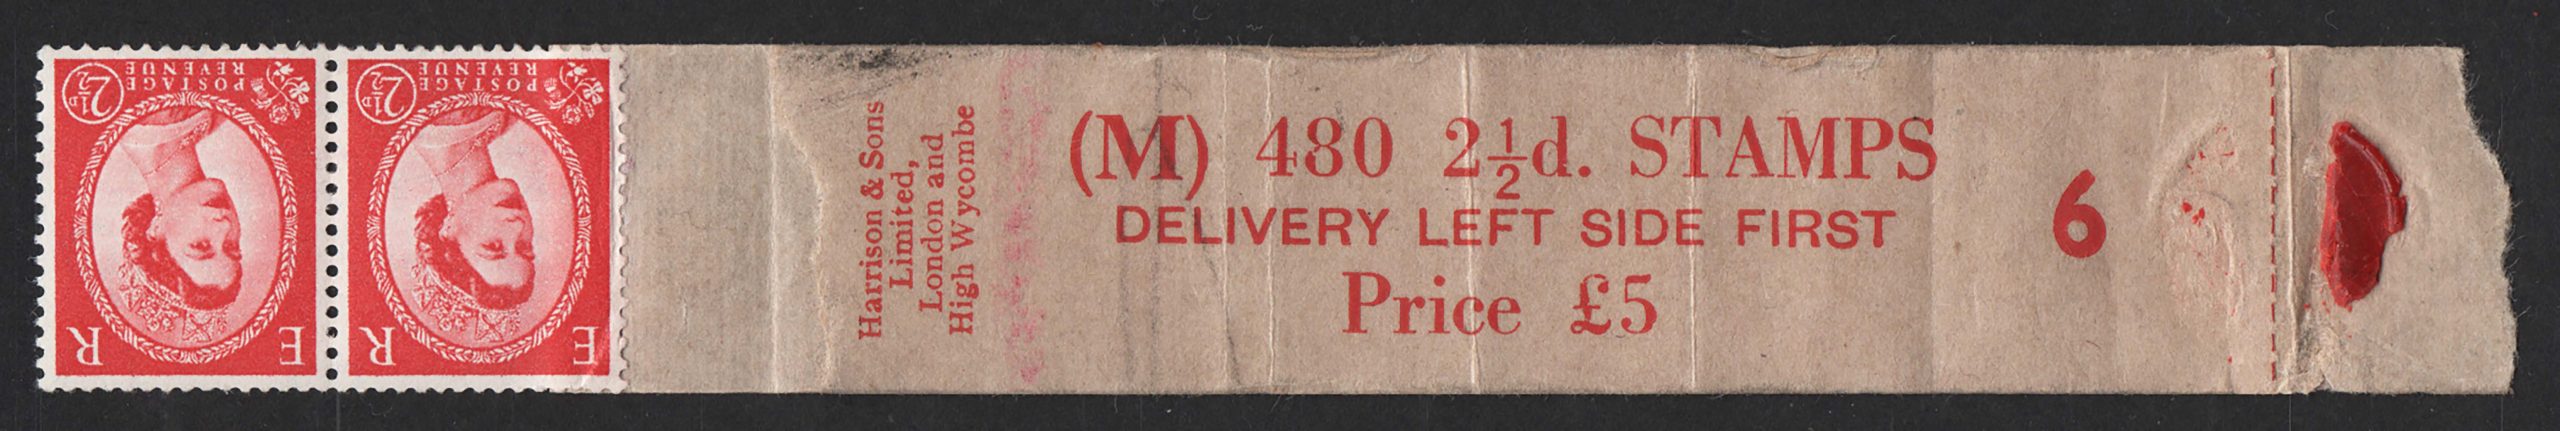 POSTAGE
REVENUE
2½D
E R
POSTAGE
REVENUE
2½D
E R
Harrison & Sons
Limited,
London and
High Wycombe
(M) 480 2½d. STAMPS
DELIVERY LEFT SIDE FIRST
Price £5
6